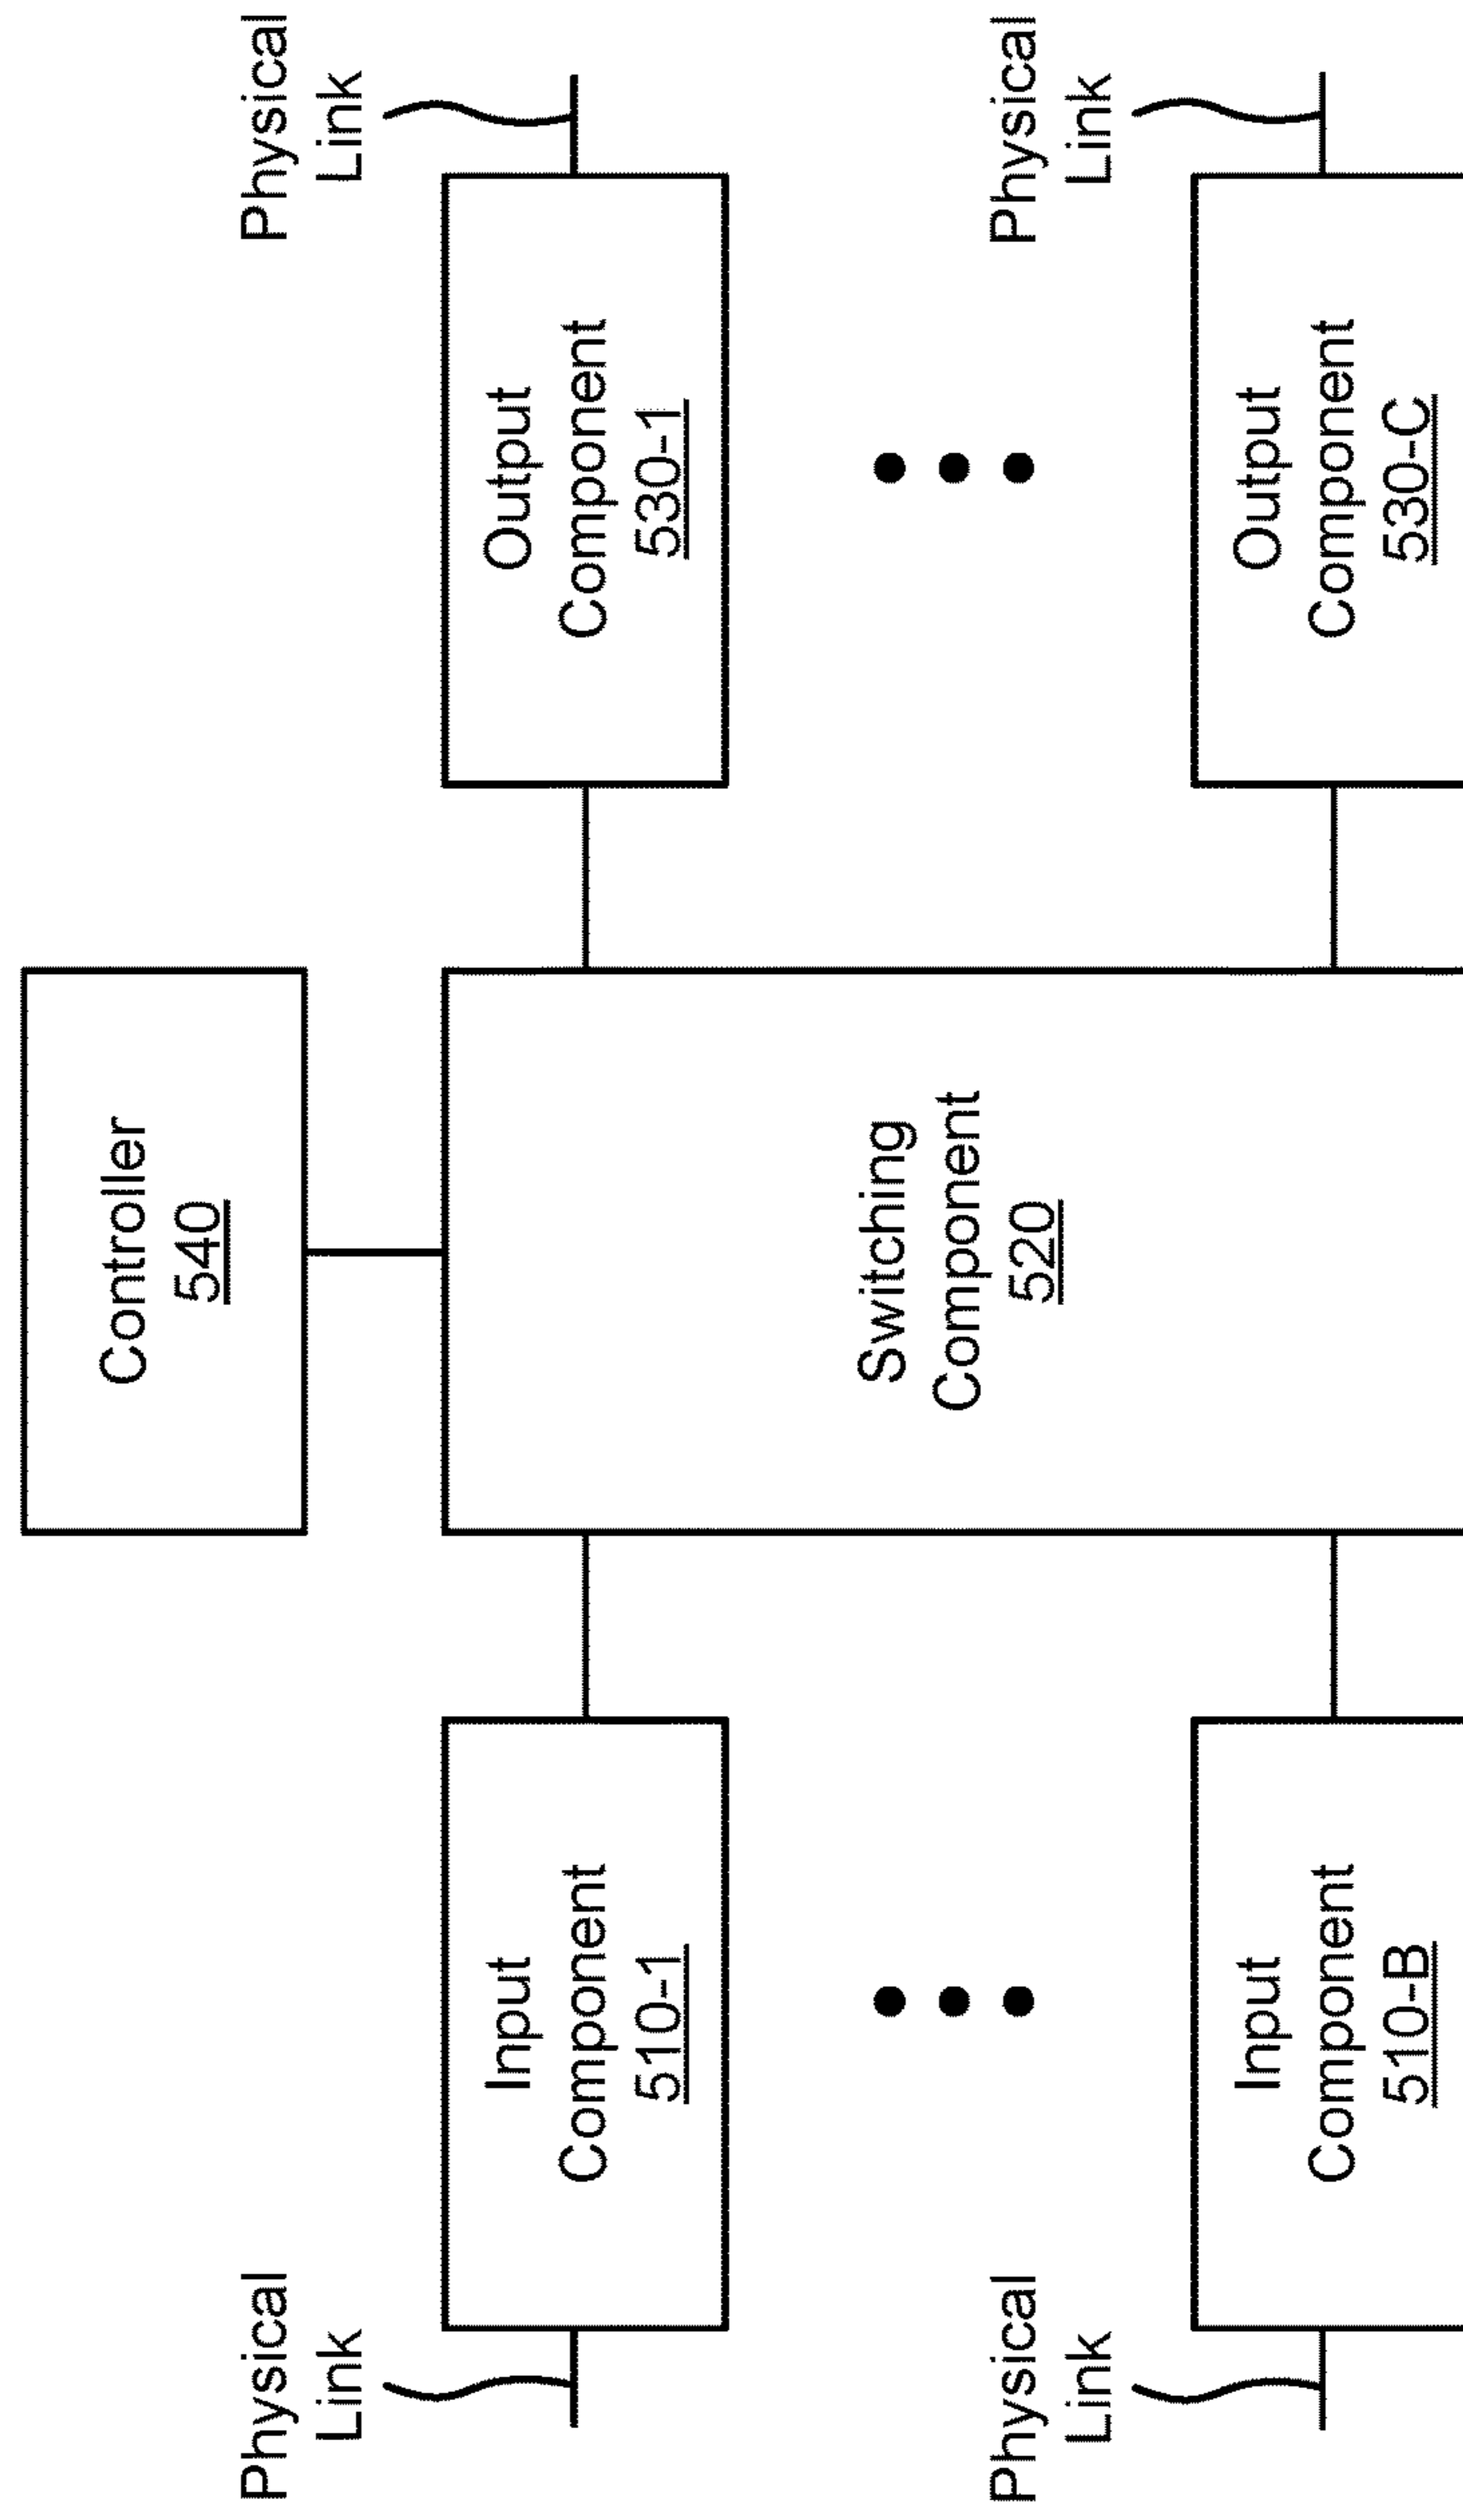 Controller
540
Physical
Link
Input
Component
510-1
Switching
Component
520
Output
Component
530-1
Physical
Link
Physical
Link
Input
Component
510-B
Output
Component
530-C
Physical
Link